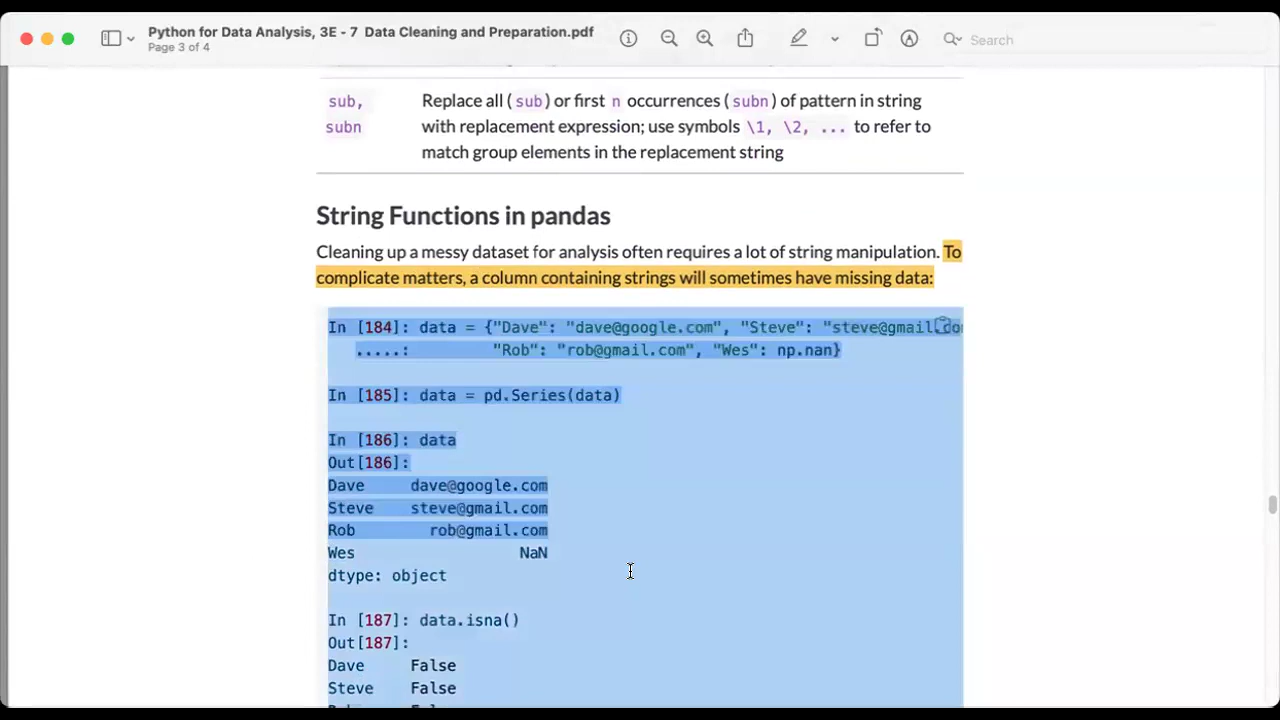 Python for Data Analysis, 3E - 7 Data Cleaning and Preparation.pdf
Page 3 of 4
Search
sub, Replace all (sub) or first n occurrences (subn) of pattern in string
subn with replacement expression; use symbols \1, \2, ... to refer to
match group elements in the replacement string
String Functions in pandas
Cleaning up a messy dataset for analysis often requires a lot of string manipulation. To
complicate matters, a column containing strings will sometimes have missing data:
In [184]: data = {"Dave": "dave@google.com", "Steve": "steve@gmail
.....: "Rob": "rob@gmail.com", "Wes": np.nan}
In [185]: data = pd.Series(data)
In [186]: data
Out[186]:
Dave dave@google.com
Steve steve@gmail.com
Rob rob@gmail.com
Wes NaN
dtype: object
In [187]: data.isna()
Out[187]:
Dave False
Steve False